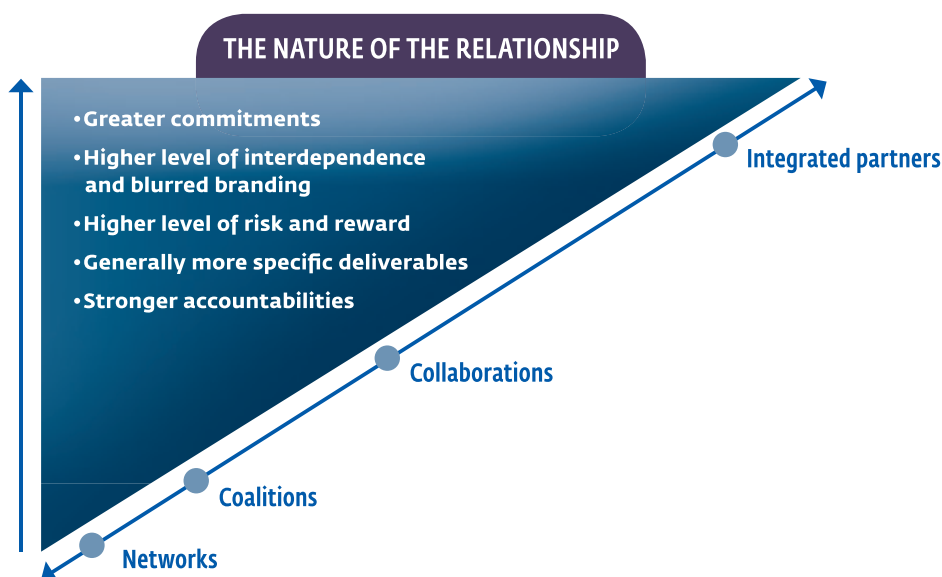 THE NATURE OF THE RELATIONSHIP
•Greater commitments
•Higher level of interdependence
and blurred branding
•Higher level of risk and reward
•Generally more specific deliverables
•Stronger accountabilities
Integrated partners
Collaborations
Coalitions
Networks